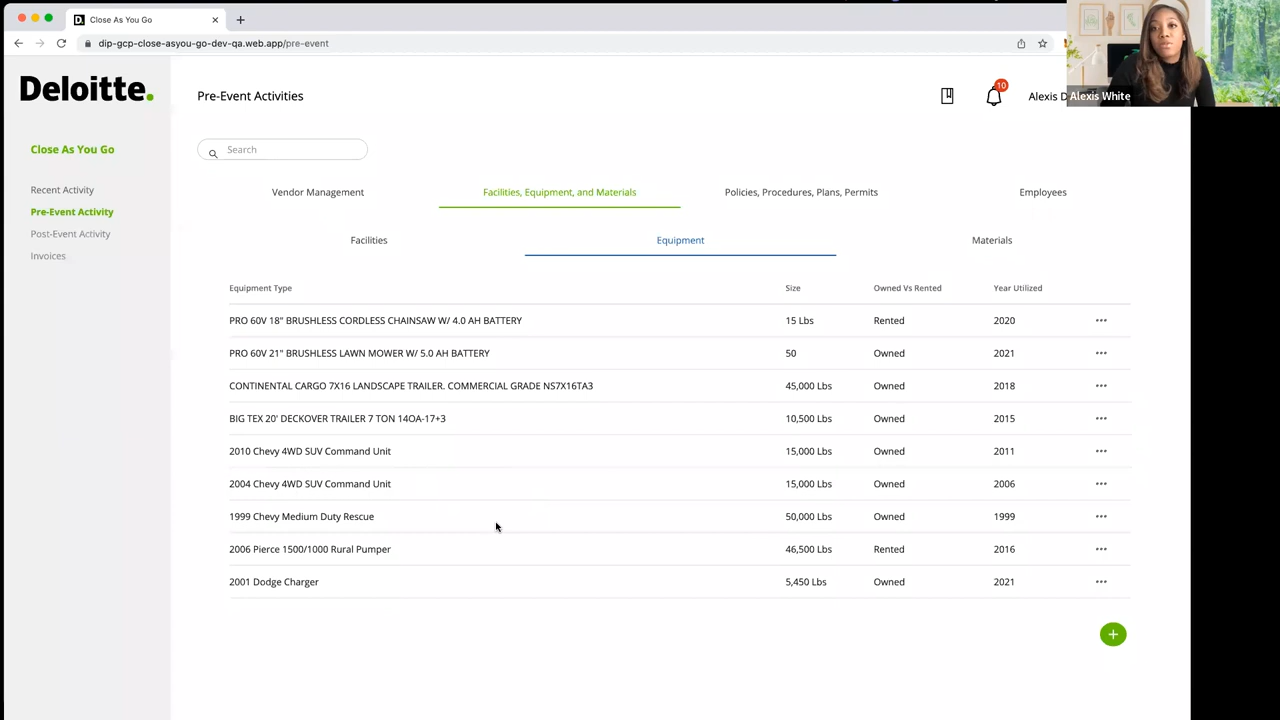 Close As You Go
dip-gcp-close-asyou-go-dev-qa.web.app/pre-event
Deloitte.
Pre-Event Activities
10
Alexis D
Alexis White
Close As You Go
Recent Activity
Pre-Event Activity
Post-Event Activity
Invoices
Search
Vendor Management
Facilities, Equipment, and Materials
Policies, Procedures, Plans, Permits
Employees
Facilities
Equipment
Materials
Equipment Type Size Owned Vs Rented Year Utilized
PRO 60V 18" BRUSHLESS CORDLESS CHAINSAW W/ 4.0 AH BATTERY 15 Lbs Rented 2020
PRO 60V 21" BRUSHLESS LAWN MOWER W/ 5.0 AH BATTERY 50 Owned 2021
CONTINENTAL CARGO 7X16 LANDSCAPE TRAILER. COMMERCIAL GRADE NS7X16TA3 45,000 Lbs Owned 2018
BIG TEX 20' DECKOVER TRAILER 7 TON 14OA-17+3 10,500 Lbs Owned 2015
2010 Chevy 4WD SUV Command Unit 15,000 Lbs Owned 2011
2004 Chevy 4WD SUV Command Unit 15,000 Lbs Owned 2006
1999 Chevy Medium Duty Rescue 50,000 Lbs Owned 1999
2006 Pierce 1500/1000 Rural Pumper 46,500 Lbs Rented 2016
2001 Dodge Charger 5,450 Lbs Owned 2021